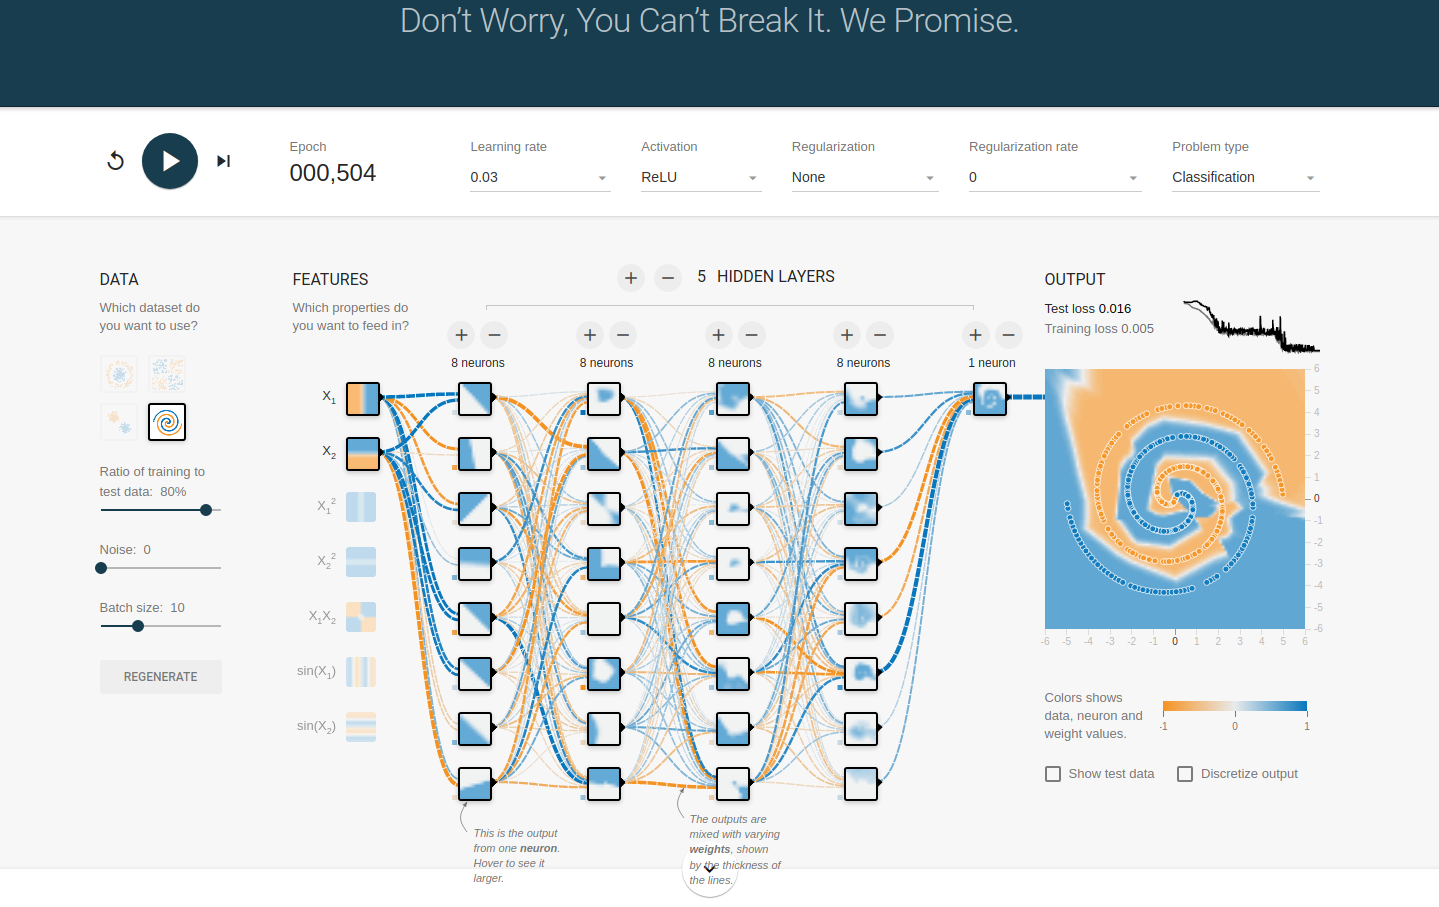 Don't Worry, You Can't Break It. We Promise.
Epoch
000,504
Learning rate
0.03
Activation
ReLU
Regularization
None
Regularization rate
0
Problem type
Classification
DATA
Which dataset do
you want to use?
Ratio of training to
test data: 80%
Noise: 0
Batch size: 10
REGENERATE
FEATURES
Which properties do
you want to feed in?
X1
X2
X1^2
X2^2
X1X2
sin(X1)
sin(X2)
5 HIDDEN LAYERS
8 neurons
8 neurons
8 neurons
8 neurons
1 neuron
This is the output
from one neuron.
Hover to see it
larger.
The outputs are
mixed with varying
weights, shown
by the thickness of
the lines.
OUTPUT
Test loss 0.016
Training loss 0.005
6
5
4
3
2
1
0
-1
-2
-3
-4
-5
-6
-6 -5 -4 -3 -2 -1 0 1 2 3 4 5 6
Colors shows
data, neuron and
weight values.
-1 0 1
Show test data
Discretize output